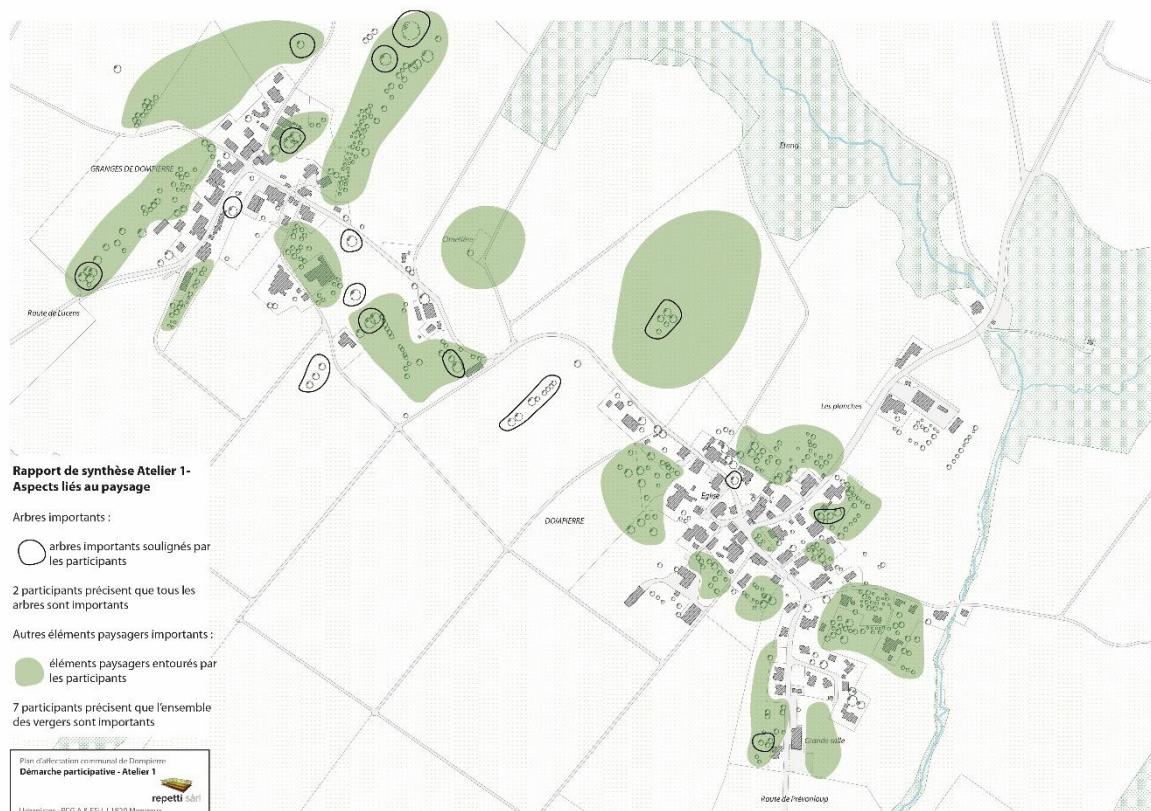 GRANGES DE DOMPIERRE
Etang
Cimetière
Route de Lucens
Les planches
Eglise
DOMPIERRE
Grande salle
Route de Prévonloup
Rapport de synthèse Atelier 1-
Aspects liés au paysage
Arbres importants :
arbres importants soulignés par
les participants
2 participants précisent que tous les
arbres sont importants
Autres éléments paysagers importants :
éléments paysagers entourés par
les participants
7 participants précisent que l'ensemble
des vergers sont importants
Plan d'affectation communal de Dompierre
Démarche participative - Atelier 1
repetti sàrl